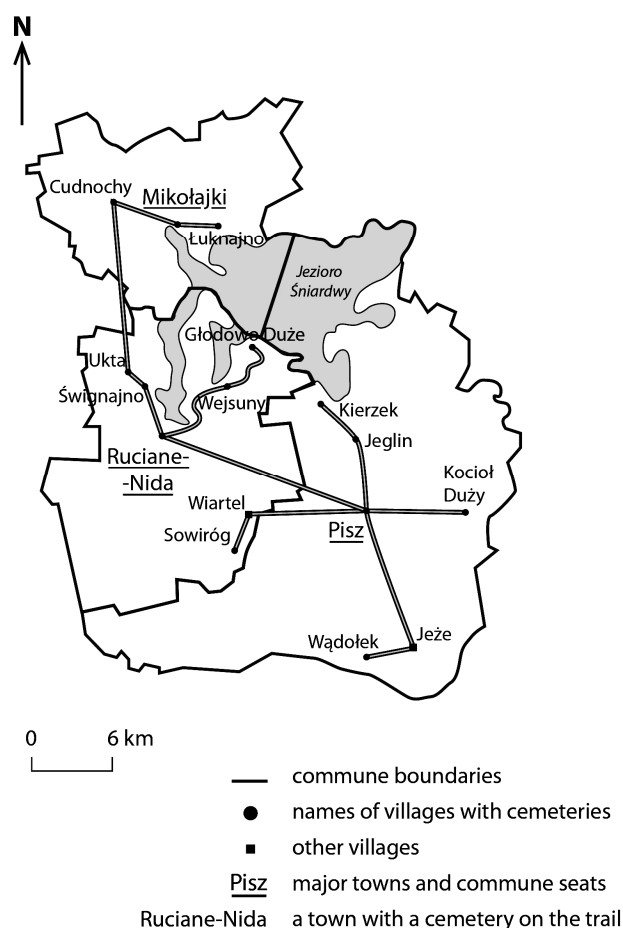 N
Cudnochy
Mikołajki
Łuknajno
Jezioro
Śniardwy
Głodowo Duże
Ukta
Śwignajno
Wejsuny
Kierzek
Jeglin
Ruciane-
-Nida
Kocioł
Duży
Wiartel
Sowiróg
Pisz
Wądołek
Jeże
0 6 km
commune boundaries
names of villages with cemeteries
other villages
Pisz major towns and commune seats
Ruciane-Nida a town with a cemetery on the trail